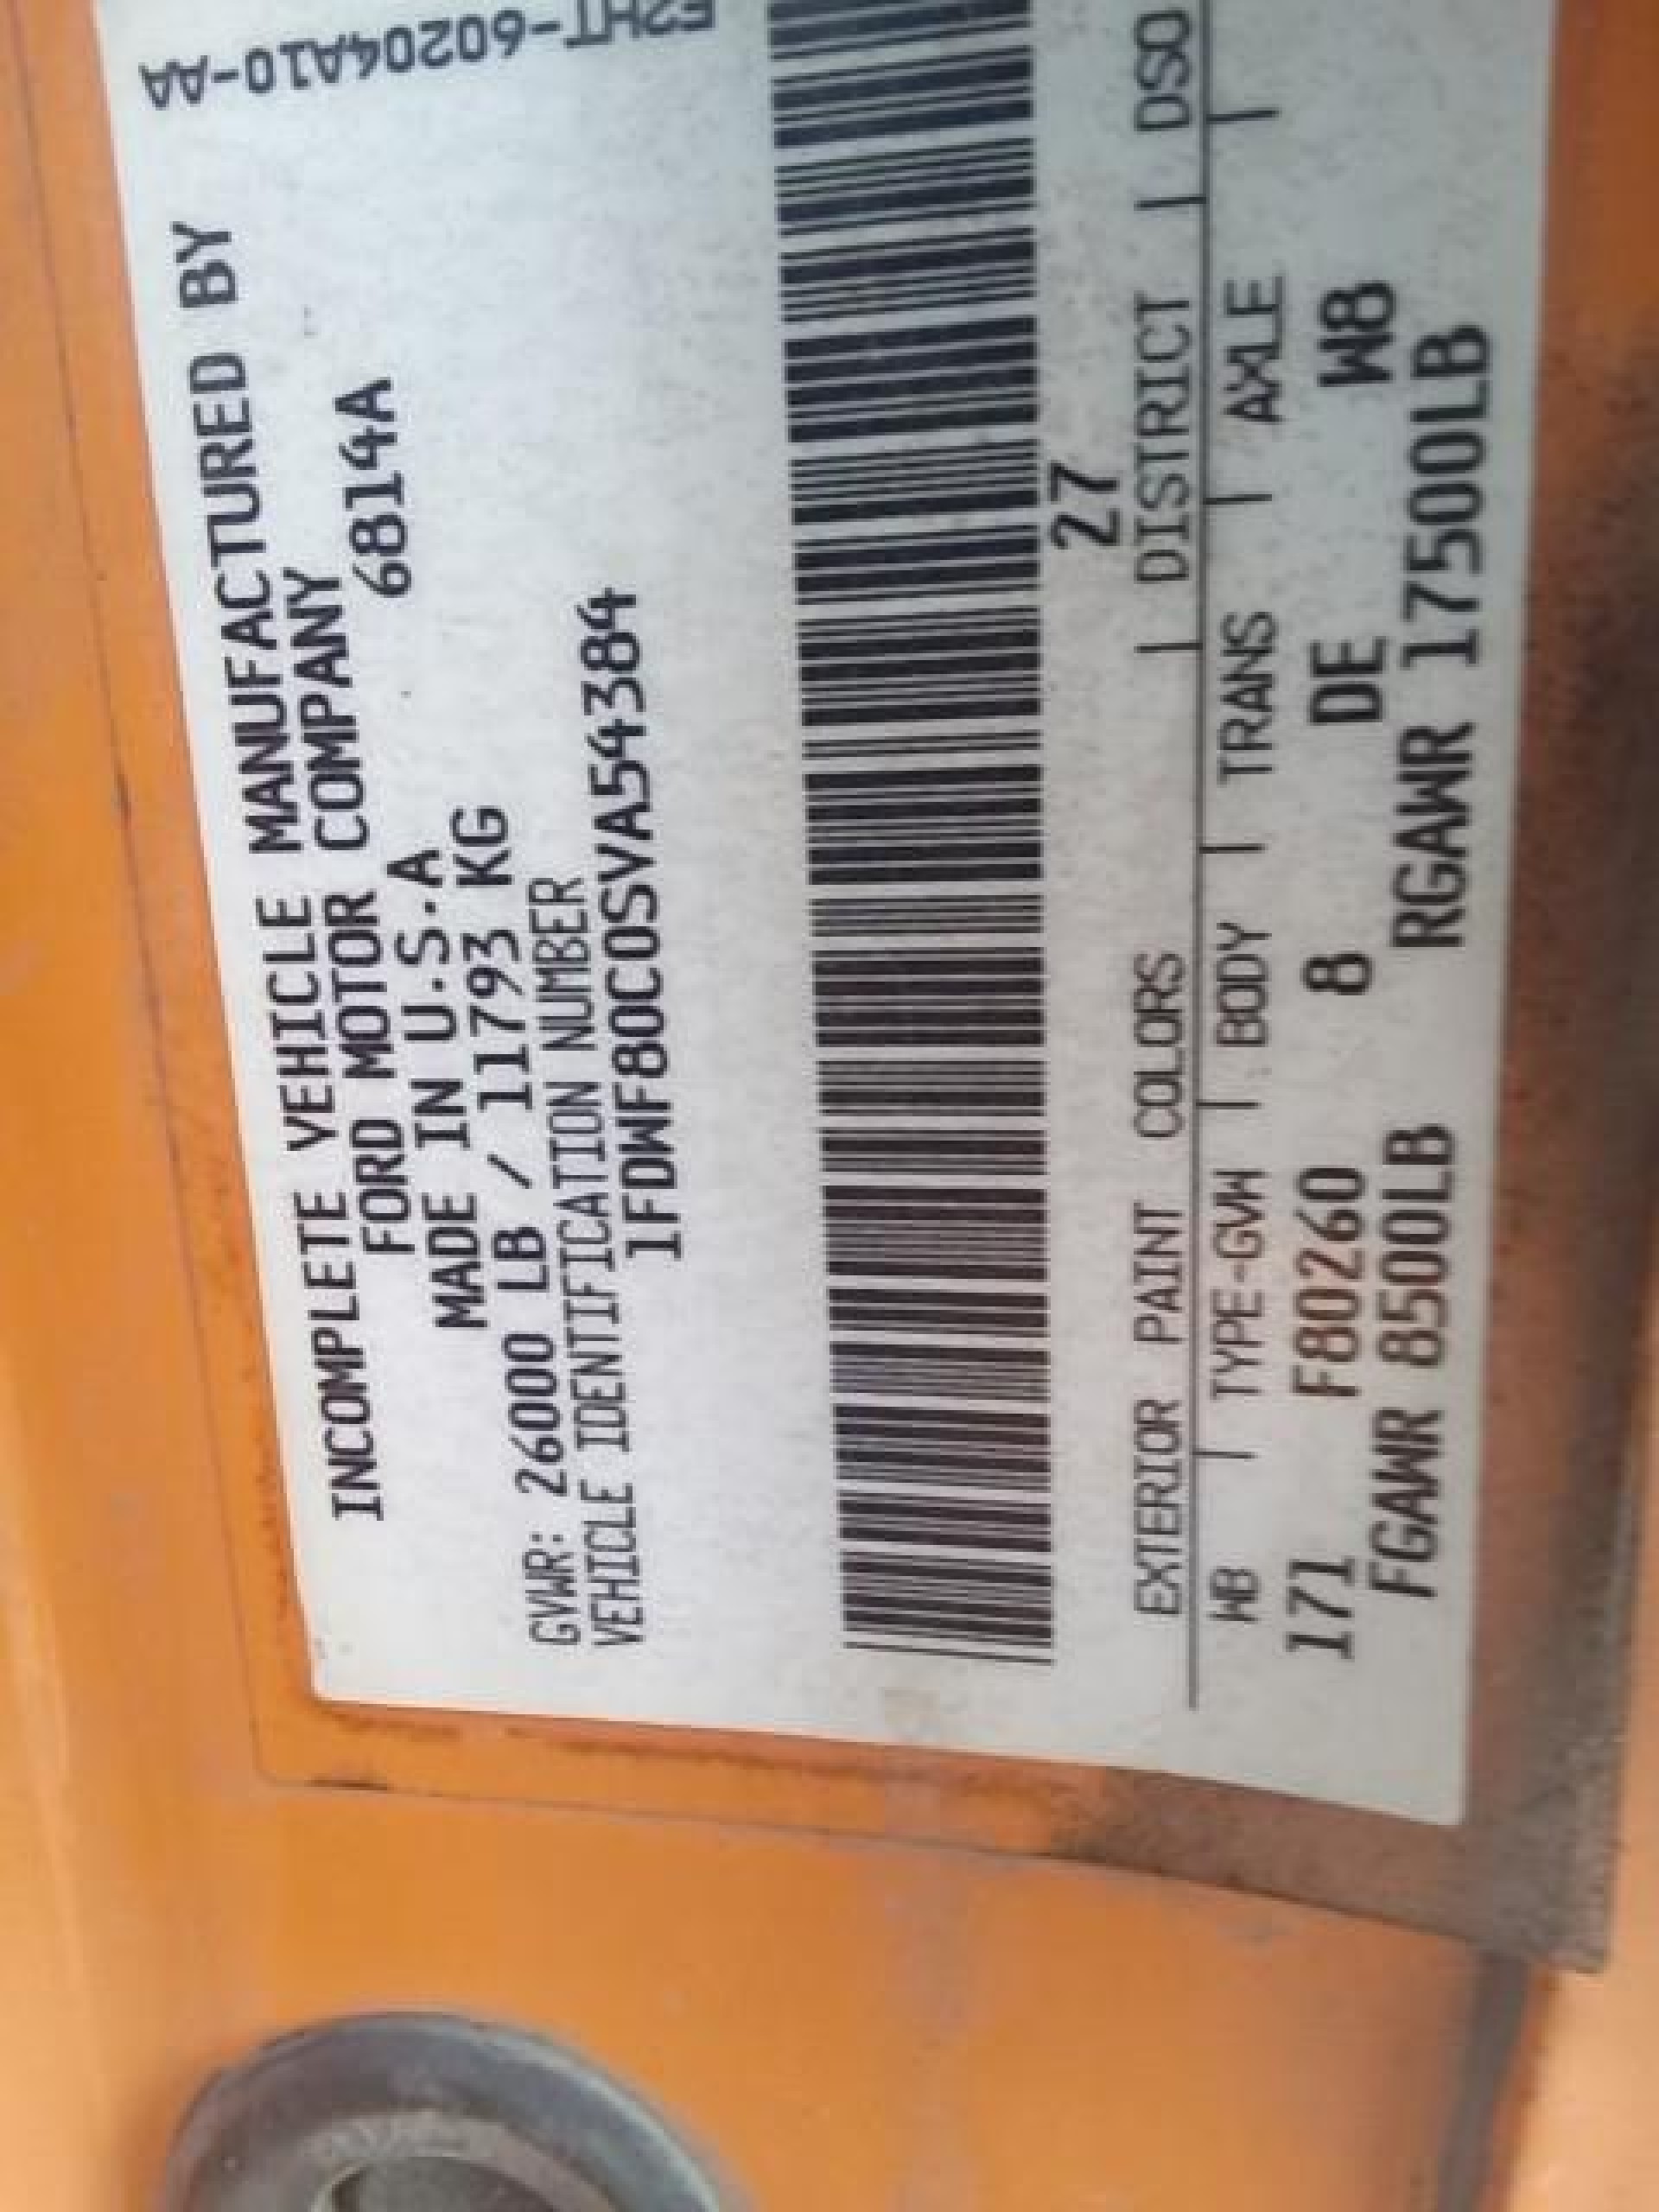 INCOMPLETE VEHICLE MANUFACTURED BY
FORD MOTOR COMPANY
MADE IN U.S.A 6814A
GVWR: 26000 LB / 11793 KG
VEHICLE IDENTIFICATION NUMBER
1FDWF80C0SVA54384
F2HT-60204A10-AA
27
EXTERIOR PAINT COLORS | DISTRICT | DSO
WB | TYPE-GVW | BODY | TRANS | AXLE |
171 F80260 8 DE W8
FGAWR 8500LB RGAWR 17500LB